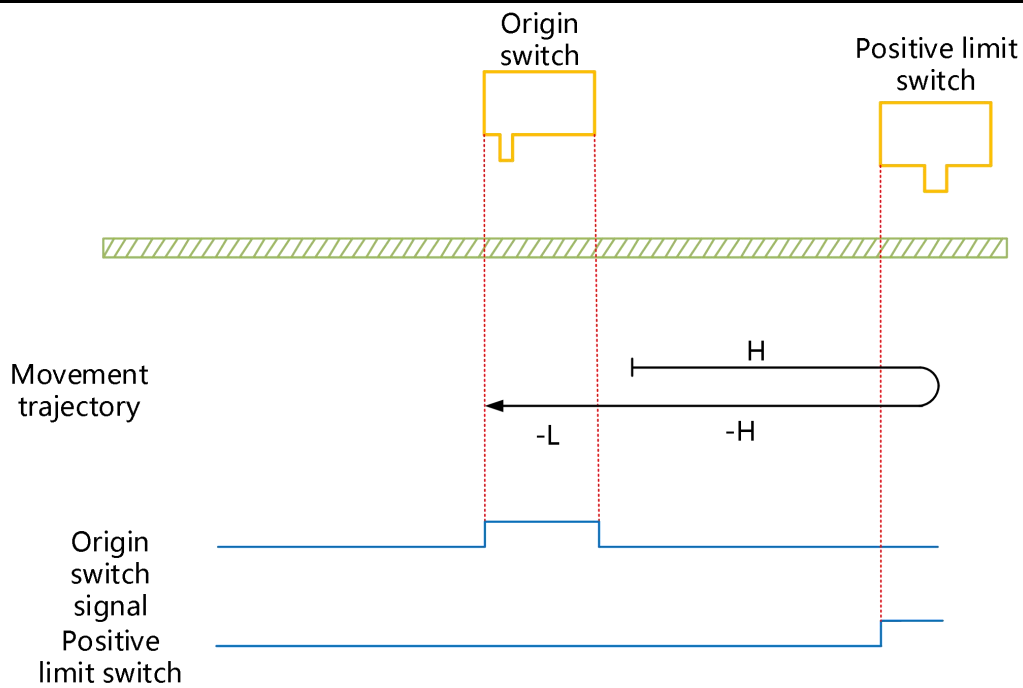 Origin
switch
Positive limit
switch
H
Movement
trajectory
-L
-H
Origin
switch
signal
Positive
limit switch